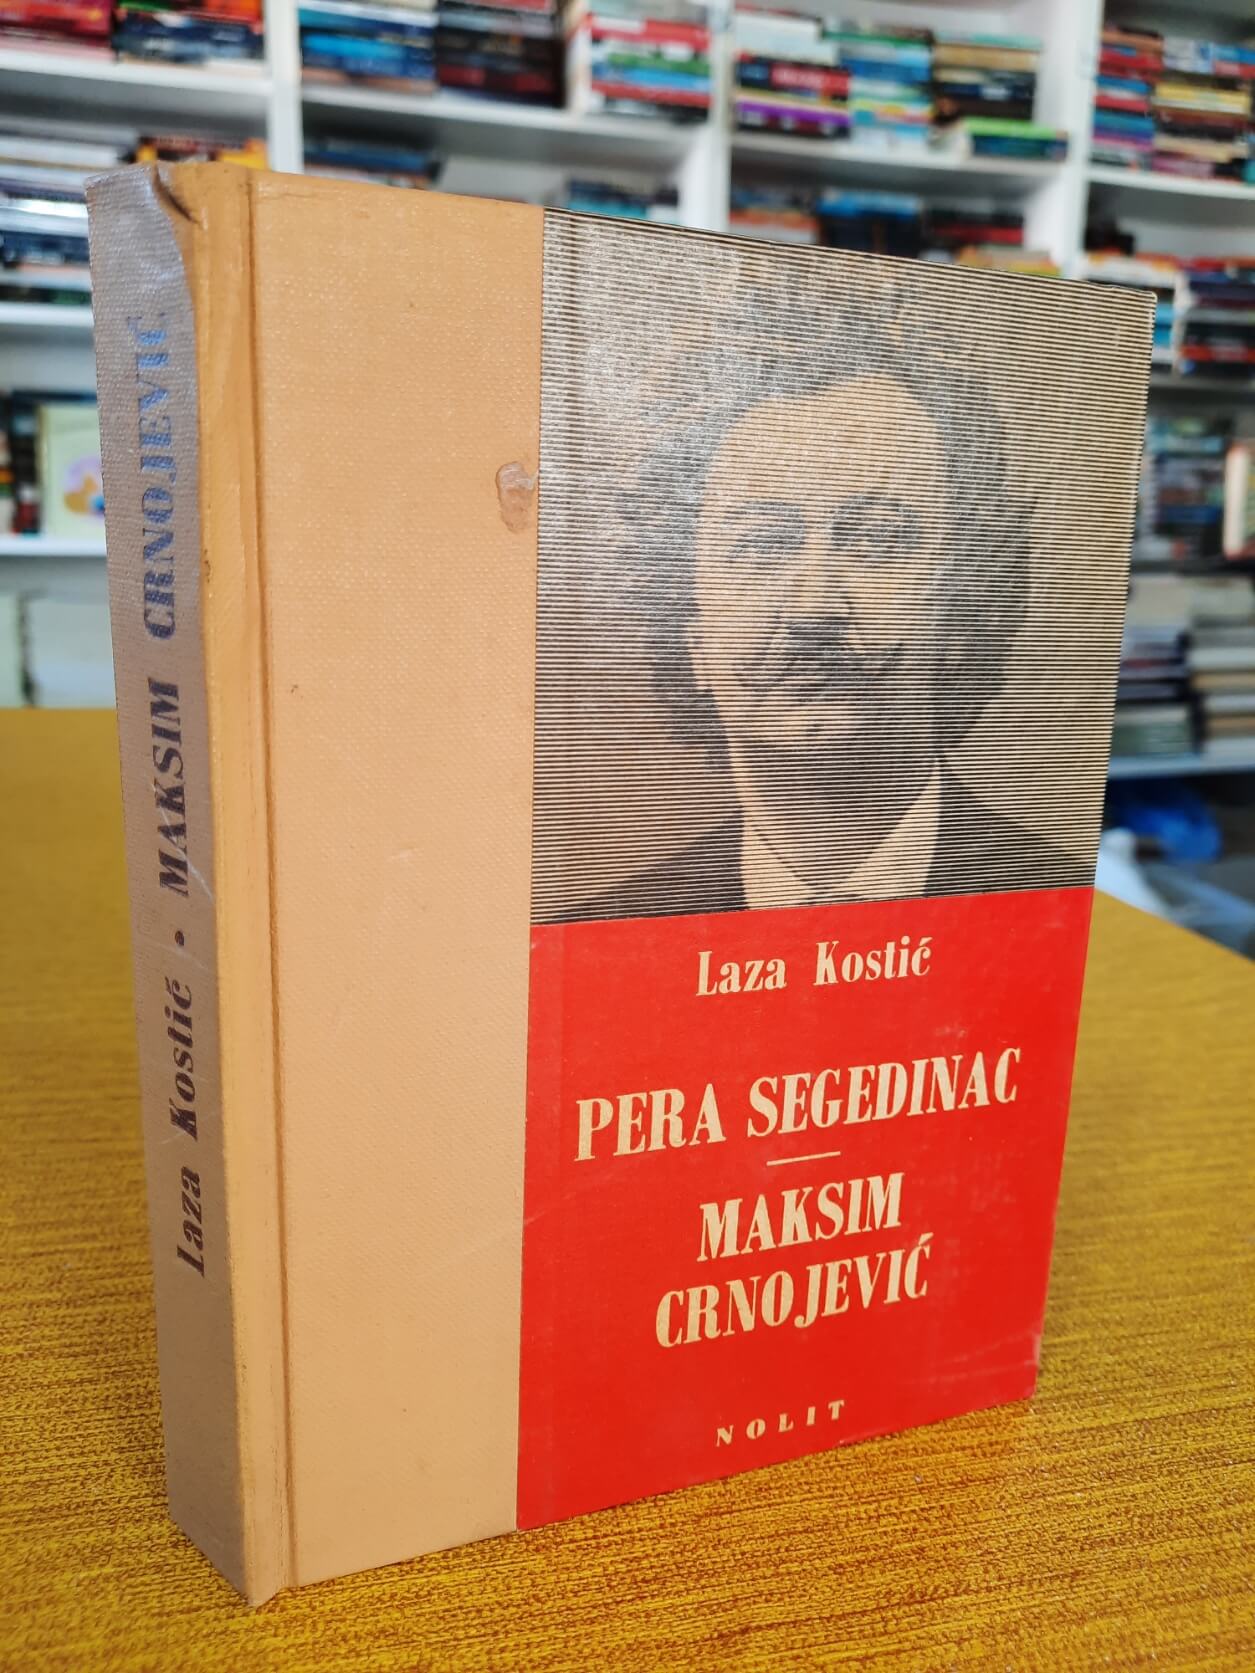 Laza Kostić · MAKSIM CRNOJEVIĆ
Laza Kostić
PERA SEGEDINAC
MAKSIM
CRNOJEVIĆ
NOLIT